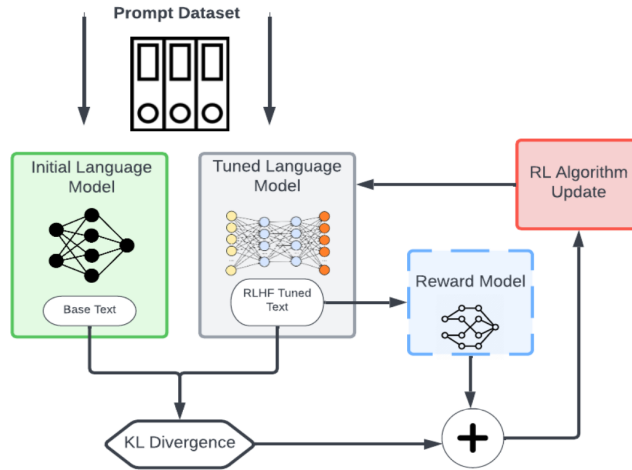 Prompt Dataset
Initial Language
Model
Base Text
Tuned Language
Model
RLHF Tuned
Text
RL Algorithm
Update
Reward Model
KL Divergence
+